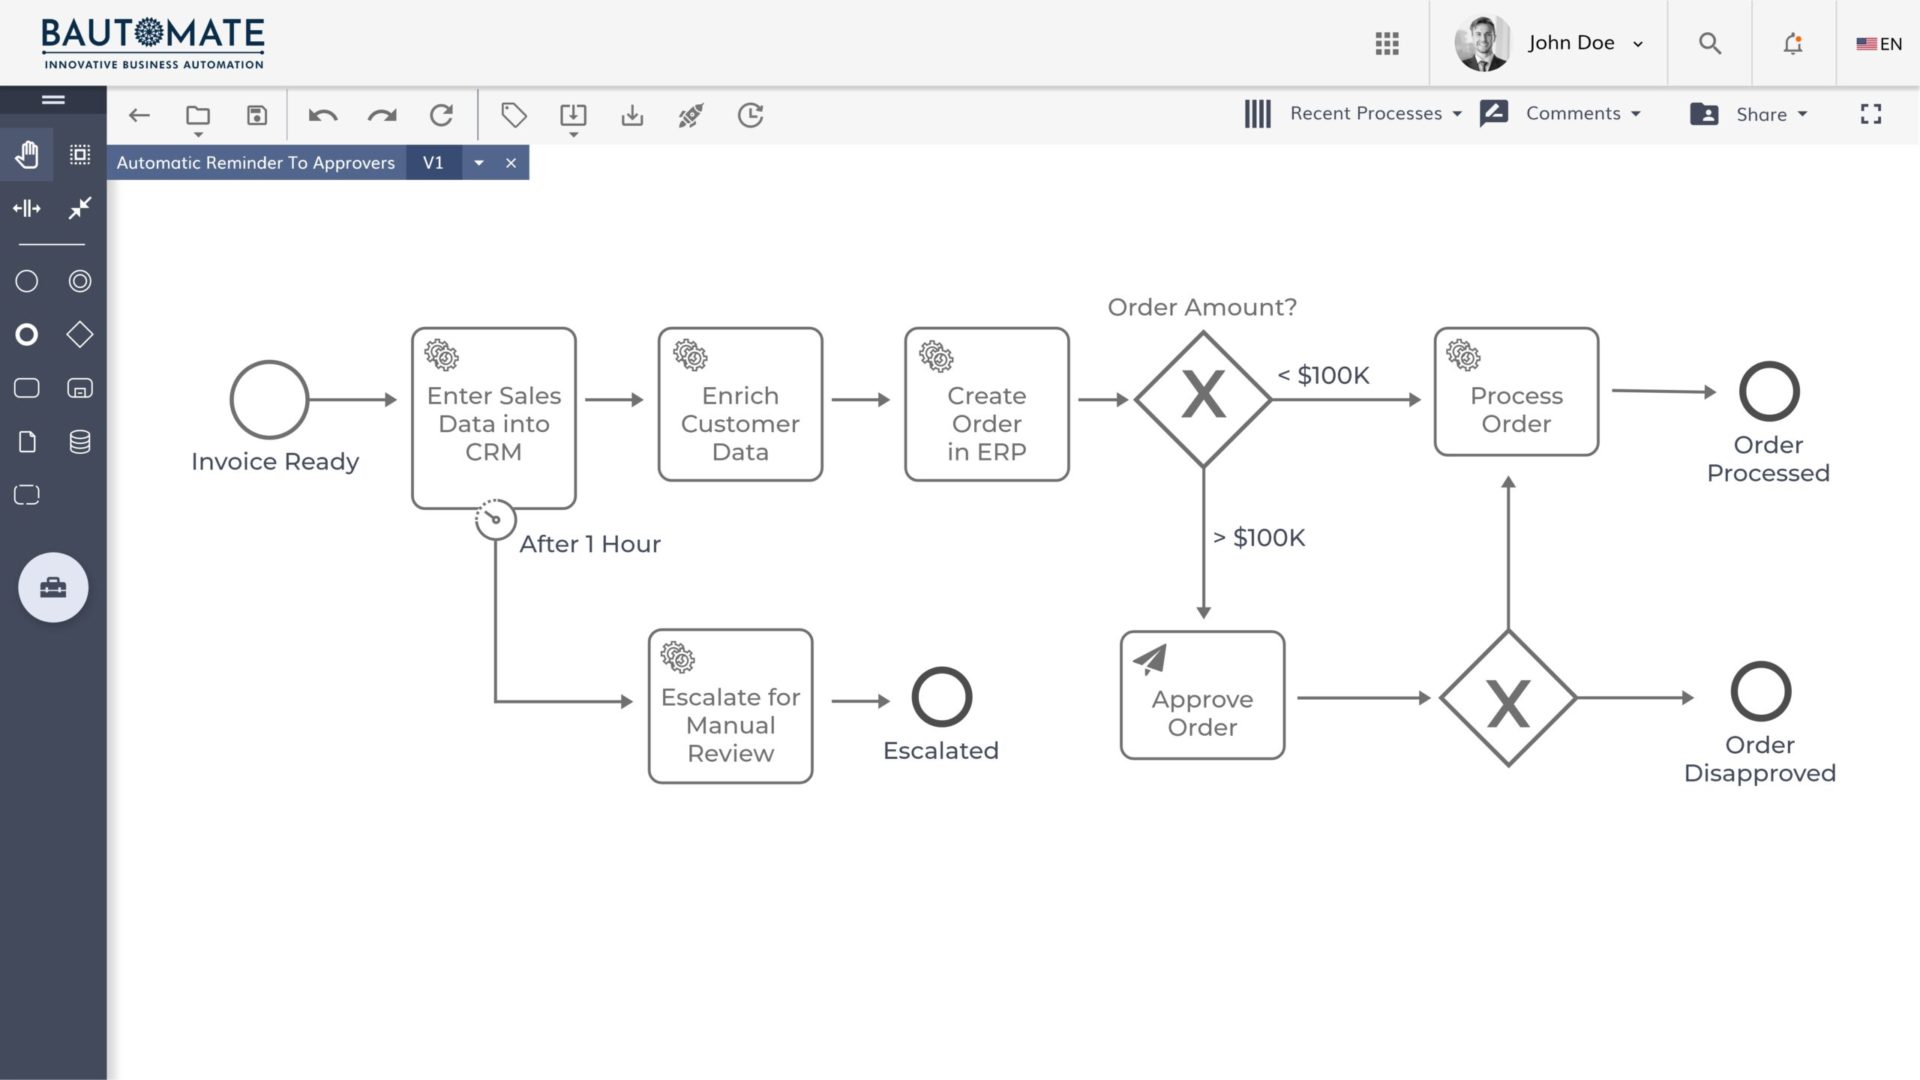 BAUTOMATE
INNOVATIVE BUSINESS AUTOMATION
John Doe
EN
Recent Processes
Comments
Share
Automatic Reminder To Approvers
V1
Order Amount?
Invoice Ready
Enter Sales
Data into
CRM
Enrich
Customer
Data
Create
Order
in ERP
X
< $100K
Process
Order
Order
Processed
After 1 Hour
> $100K
Escalate for
Manual
Review
Escalated
Approve
Order
X
Order
Disapproved